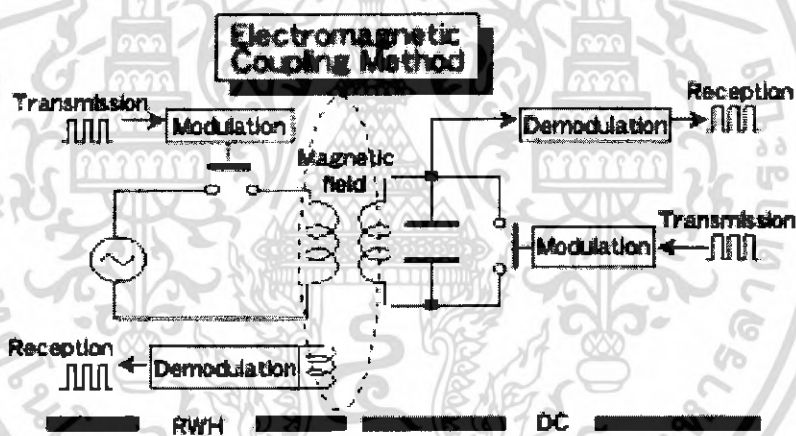 Electromagnetic
Coupling Method
Transmission
Modulation
Magnetic
field
Demodulation
Reception
Transmission
Modulation
Reception
Demodulation
RWH
DC